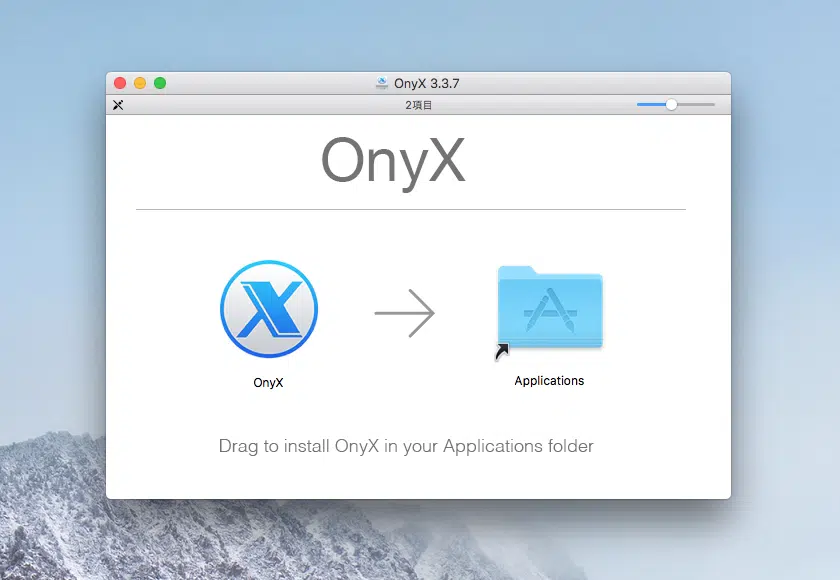 OnyX 3.3.7
2項目
OnyX
OnyX
Applications
Drag to install OnyX in your Applications folder